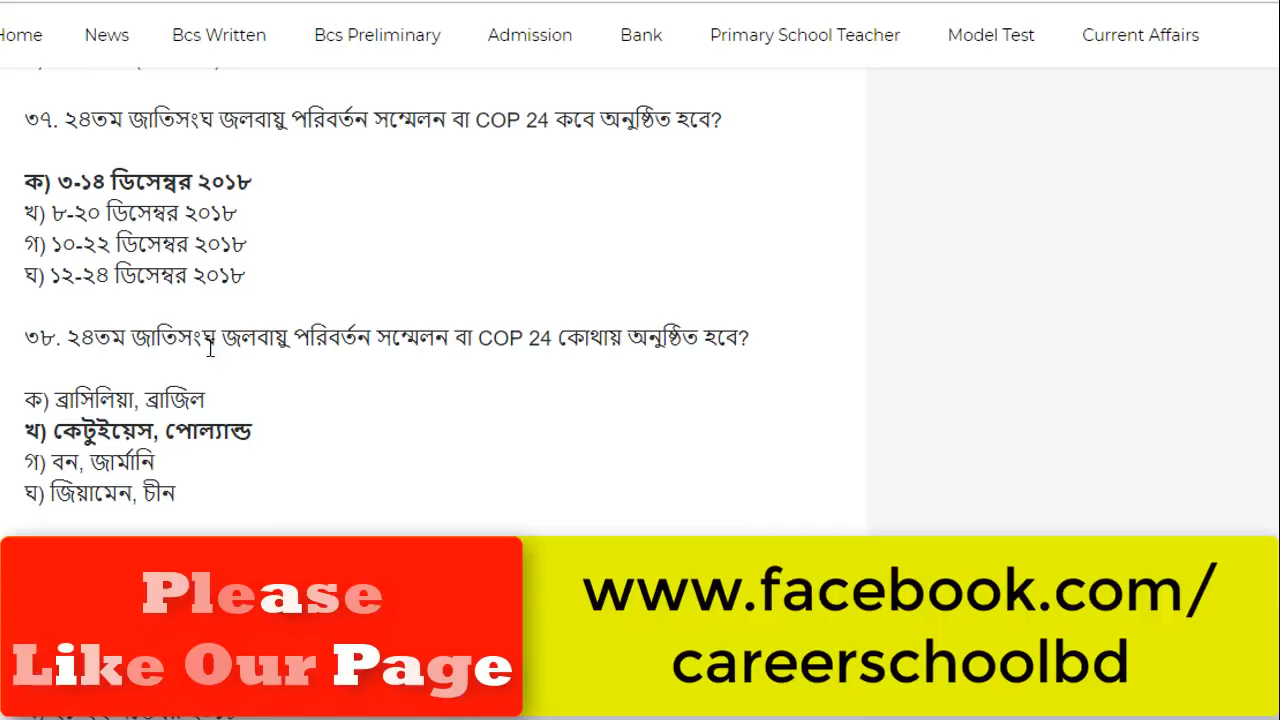 Home News Bcs Written Bcs Preliminary Admission Bank Primary School Teacher Model Test Current Affairs
৩৭. ২৪তম জাতিসংঘ জলবায়ু পরিবর্তন সম্মেলন বা COP 24 কবে অনুষ্ঠিত হবে?
ক) ৩-১৪ ডিসেম্বর ২০১৮
খ) ৮-২০ ডিসেম্বর ২০১৮
গ) ১০-২২ ডিসেম্বর ২০১৮
ঘ) ১২-২৪ ডিসেম্বর ২০১৮
৩৮. ২৪তম জাতিসংঘ জলবায়ু পরিবর্তন সম্মেলন বা COP 24 কোথায় অনুষ্ঠিত হবে?
ক) ব্রাসিলিয়া, ব্রাজিল
খ) কেটুইয়েস, পোল্যান্ড
গ) বন, জার্মানি
ঘ) জিয়ামেন, চীন
Please
Like Our Page
www.facebook.com/
careerschoolbd